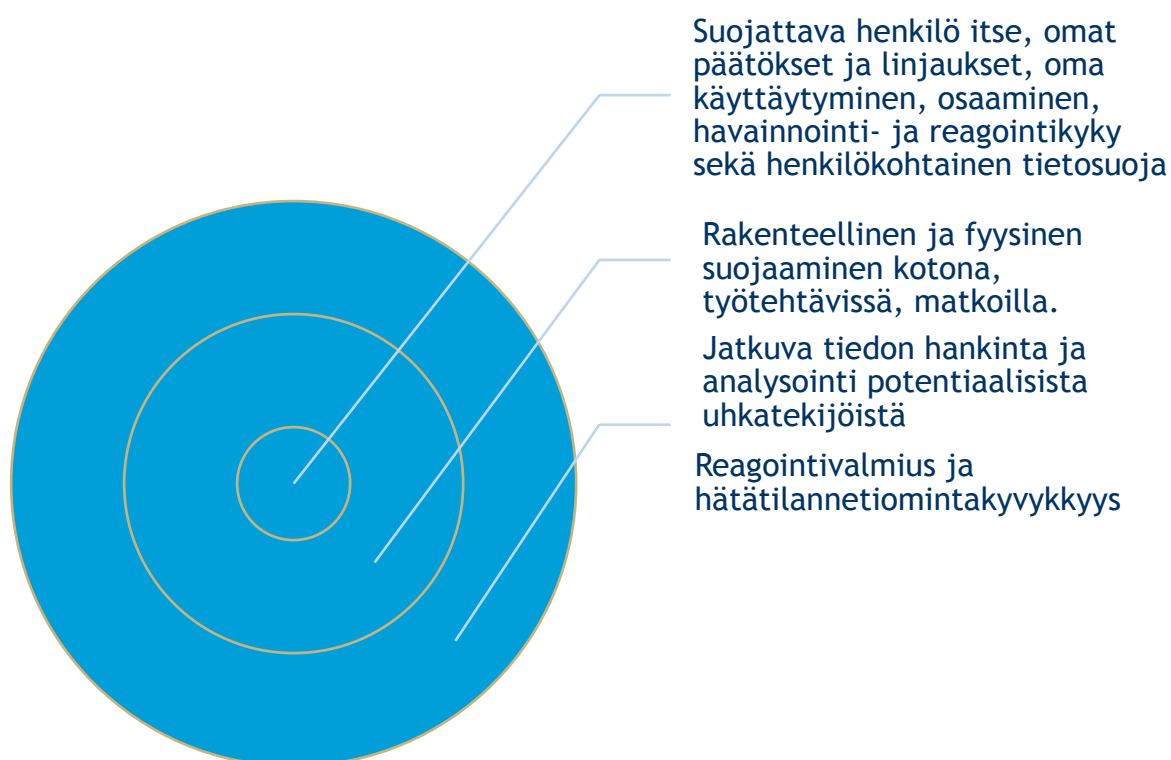 Suojattava henkilö itse, omat
päätökset ja linjaukset, oma
käyttäytyminen, osaaminen,
havainnointi- ja reagointikyky
sekä henkilökohtainen tietosuoja
Rakenteellinen ja fyysinen
suojaaminen kotona,
työtehtävissä, matkoilla.
Jatkuva tiedon hankinta ja
analysointi potentiaalisista
uhkatekijöistä
Reagointivalmius ja
hätätilannetiomintakyvykkyys